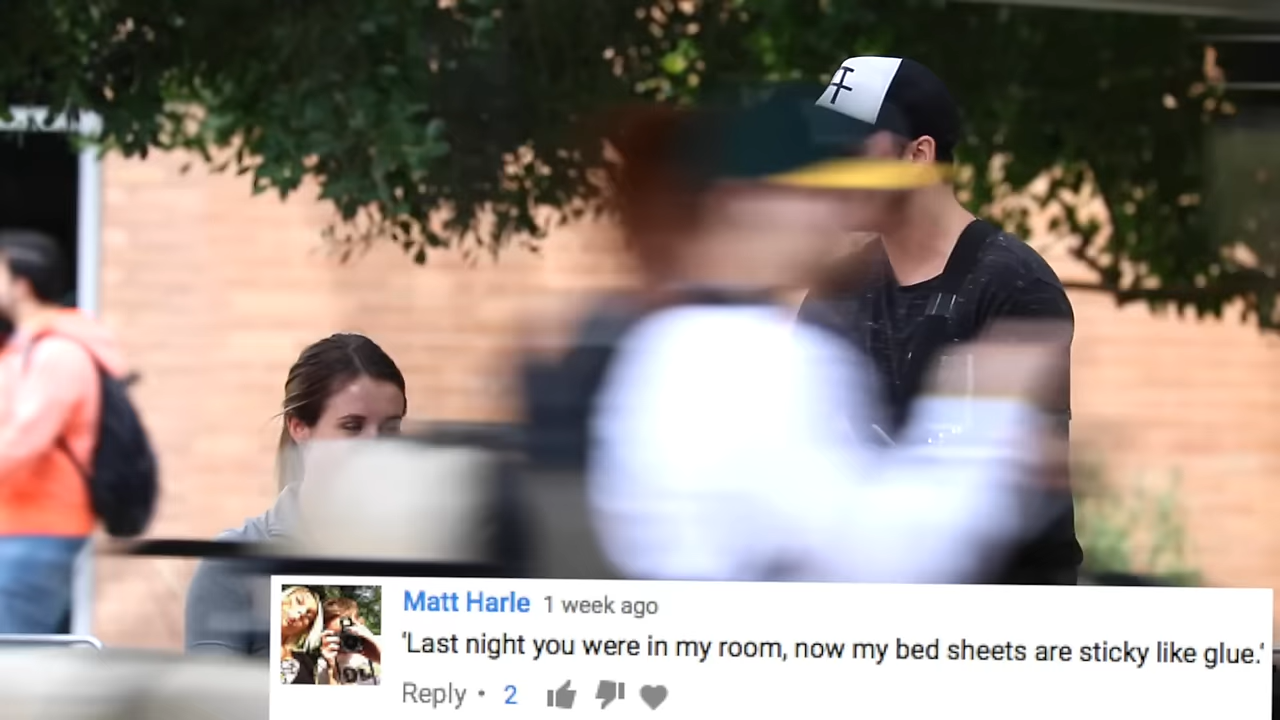 Matt Harle 1 week ago
'Last night you were in my room, now my bed sheets are sticky like glue.'
Reply • 2